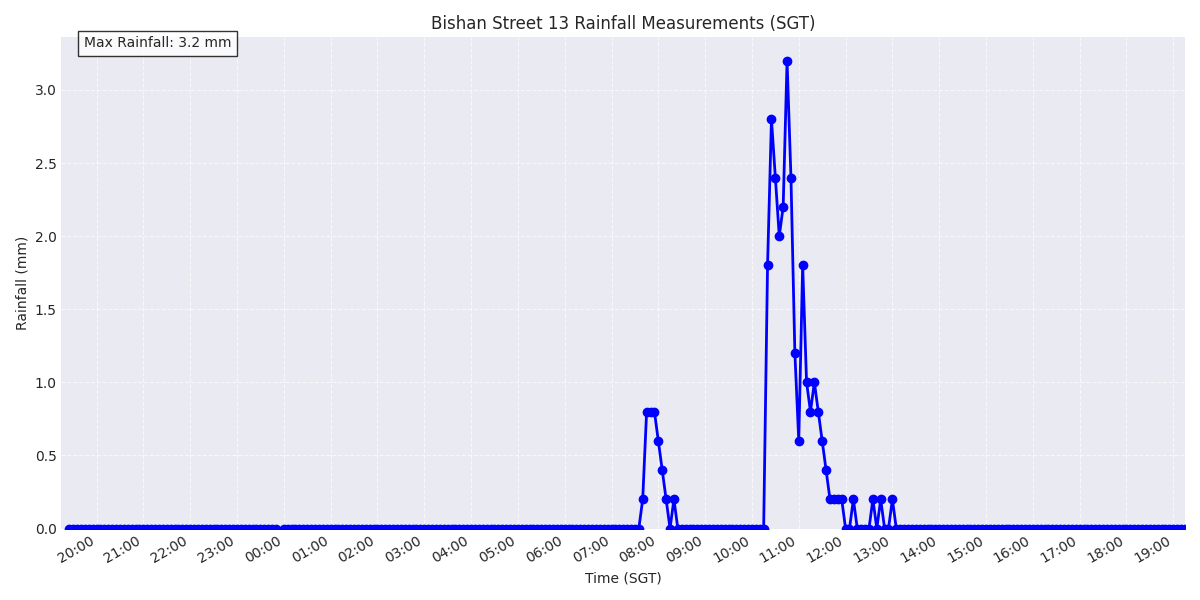 Bishan Street 13 Rainfall Measurements (SGT)
Max Rainfall: 3.2 mm
Rainfall (mm)
3.0
2.5
2.0
1.5
1.0
0.5
0.0
20:00 21:00 22:00 23:00 00:00 01:00 02:00 03:00 04:00 05:00 06:00 07:00 08:00 09:00 10:00 11:00 12:00 13:00 14:00 15:00 16:00 17:00 18:00 19:00
Time (SGT)